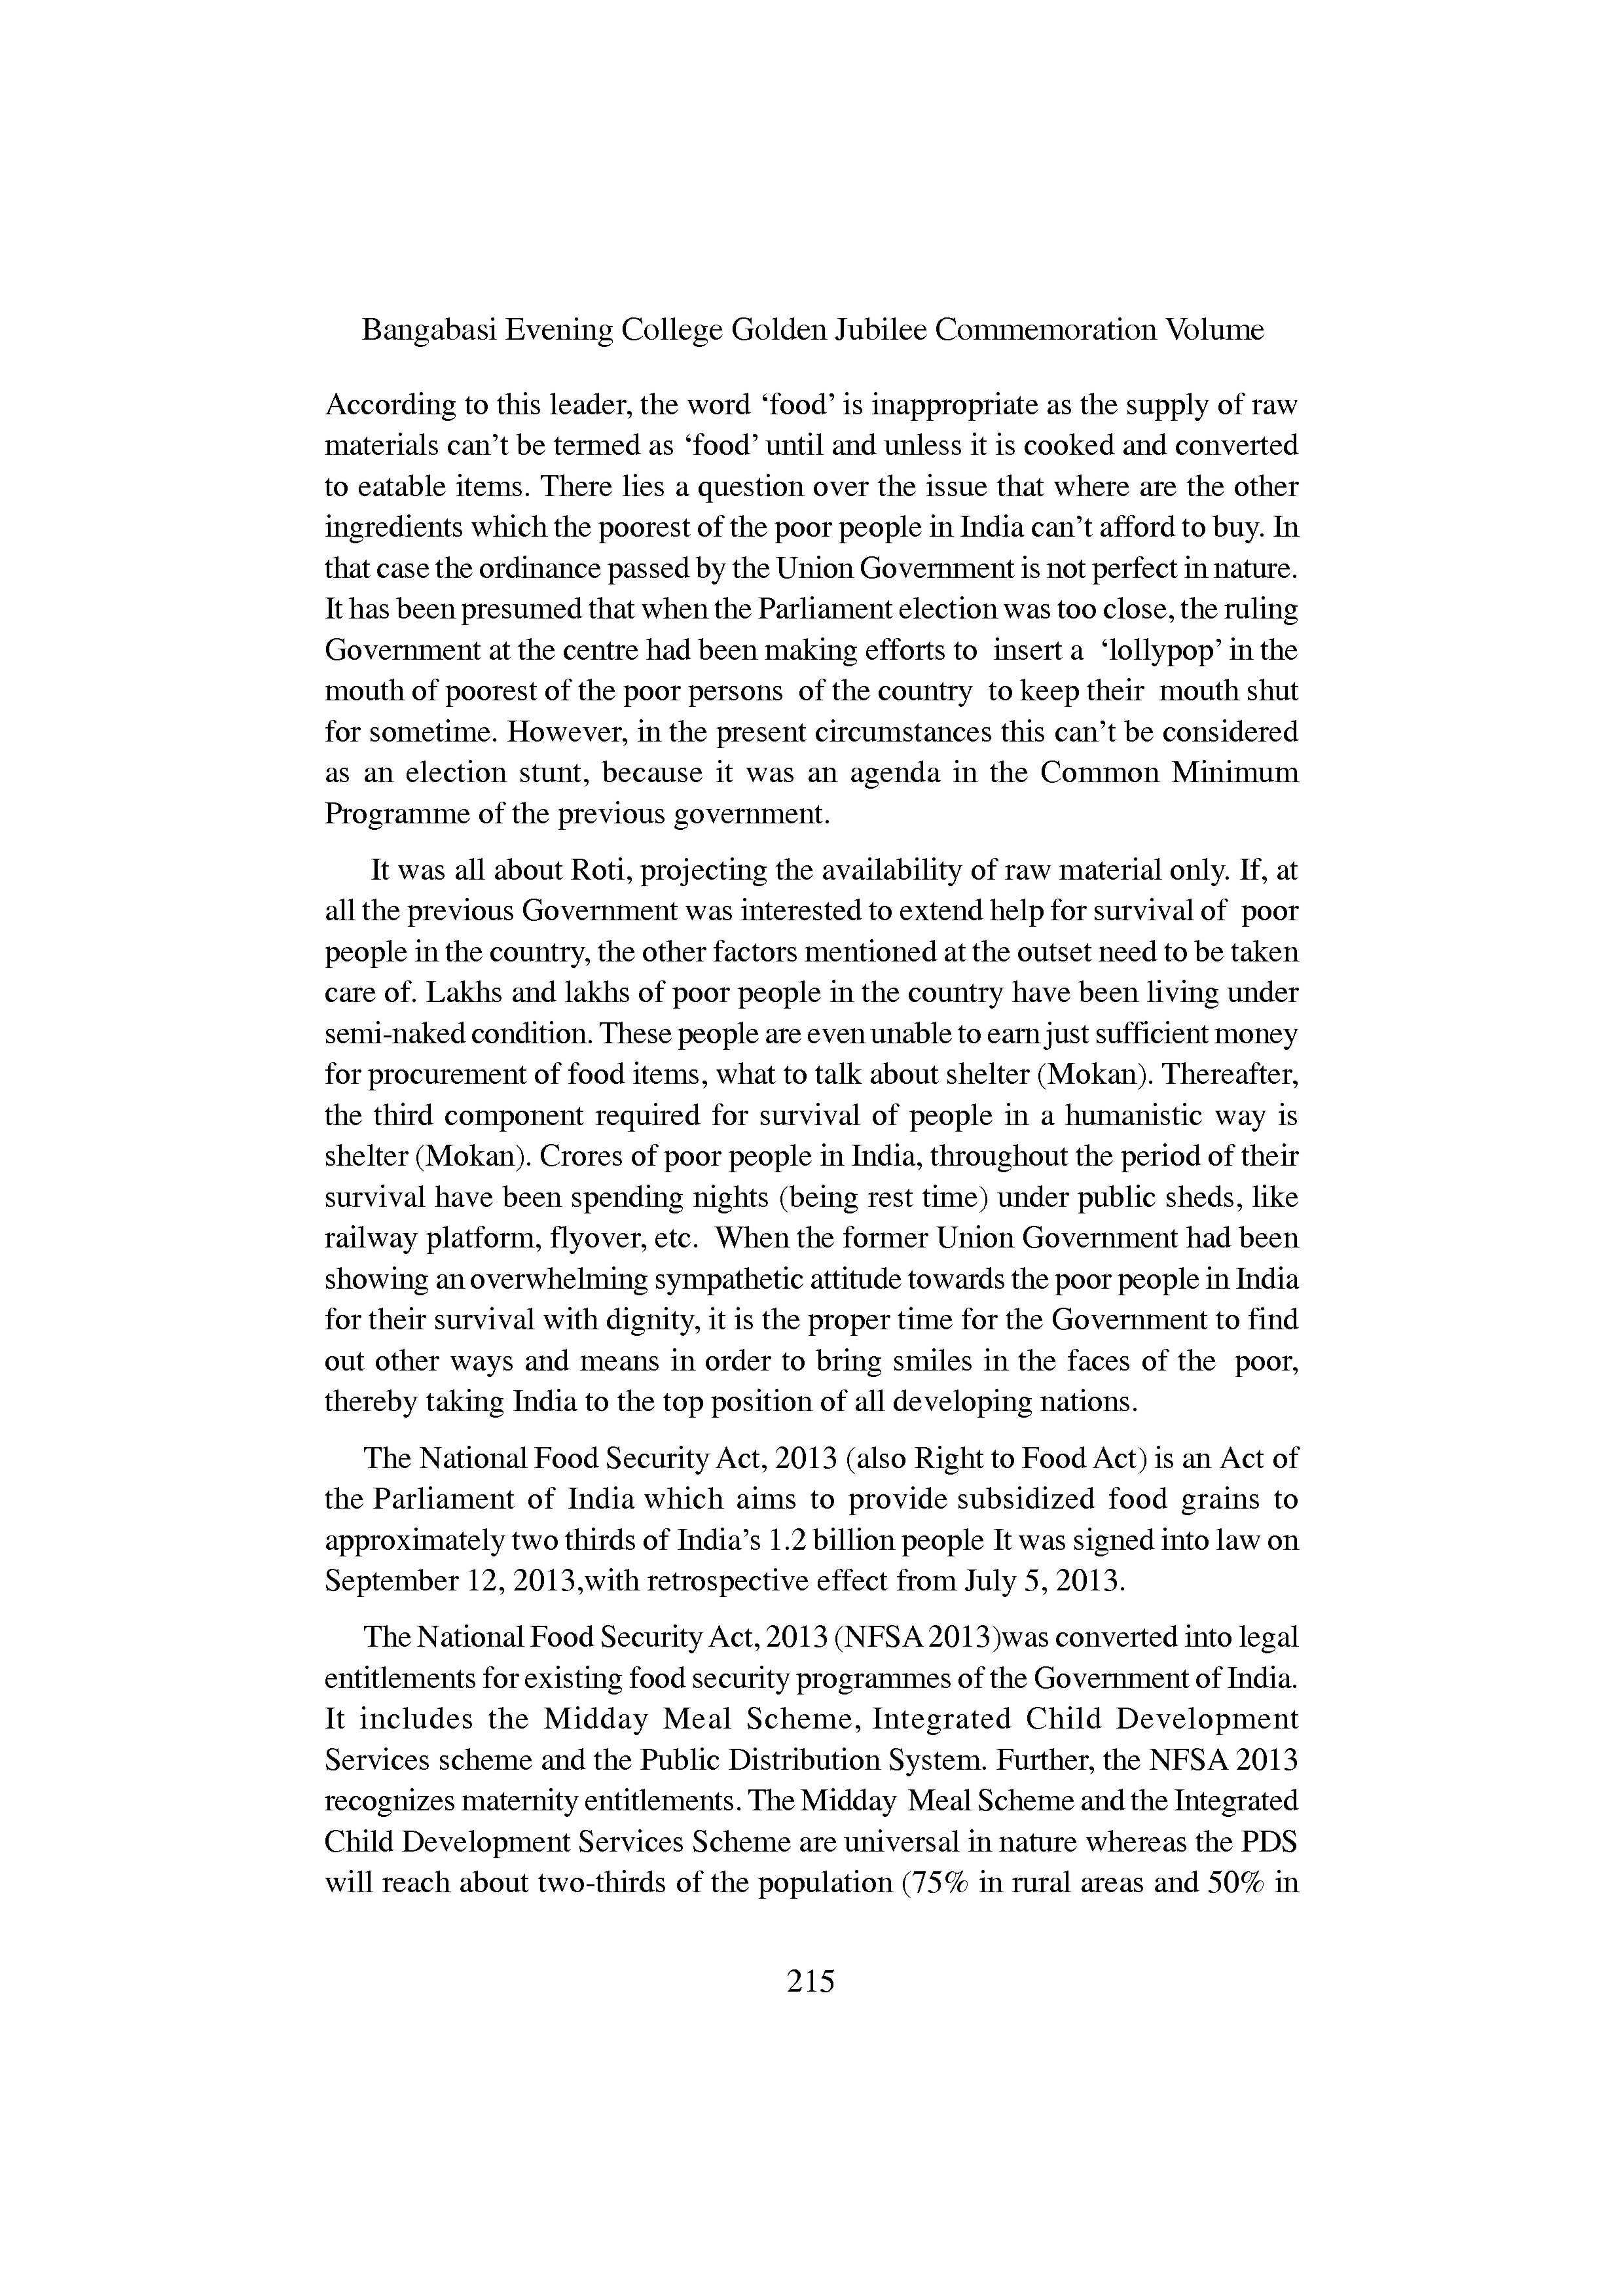 Bangabasi Evening College Golden Jubilee Commemoration Volume
According to this leader, the word ‘food’ is inappropriate as the supply of raw
materials can’t be termed as ‘food’ until and unless it is cooked and converted
to eatable items. There lies a question over the issue that where are the other
ingredients which the poorest of the poor people in India can’t afford to buy. In
that case the ordinance passed by the Union Government is not perfect in nature.
It has been presumed that when the Parliament election was too close, the ruling
Government at the centre had been making efforts to insert a ‘lollypop’ in the
mouth of poorest of the poor persons of the country to keep their mouth shut
for sometime. However, in the present circumstances this can’t be considered
as an election stunt, because it was an agenda in the Common Minimum
Programme of the previous government.
It was all about Roti, projecting the availability of raw material only. If, at
all the previous Government was interested to extend help for survival of poor
people in the country, the other factors mentioned at the outset need to be taken
care of. Lakhs and lakhs of poor people in the country have been living under
semi-naked condition. These people are even unable to earn just sufficient money
for procurement of food items, what to talk about shelter (Mokan). Thereafter,
the third component required for survival of people in a humanistic way is
shelter (Mokan). Crores of poor people in India, throughout the period of their
survival have been spending nights (being rest time) under public sheds, like
railway platform, flyover, etc. When the former Union Government had been
showing an overwhelming sympathetic attitude towards the poor people in India
for their survival with dignity, it is the proper time for the Government to find
out other ways and means in order to bring smiles in the faces of the poor,
thereby taking India to the top position of all developing nations.
The National Food Security Act, 2013 (also Right to Food Act) is an Act of
the Parliament of India which aims to provide subsidized food grains to
approximately two thirds of India’s 1.2 billion people It was signed into law on
September 12, 2013,with retrospective effect from July 5, 2013.
The National Food Security Act, 2013 (NFSA 2013)was converted into legal
entitlements for existing food security programmes of the Government of India.
It includes the Midday Meal Scheme, Integrated Child Development
Services scheme and the Public Distribution System. Further, the NFSA 2013
recognizes maternity entitlements. The Midday Meal Scheme and the Integrated
Child Development Services Scheme are universal in nature whereas the PDS
will reach about two-thirds of the population (75% in rural areas and 50% in
215